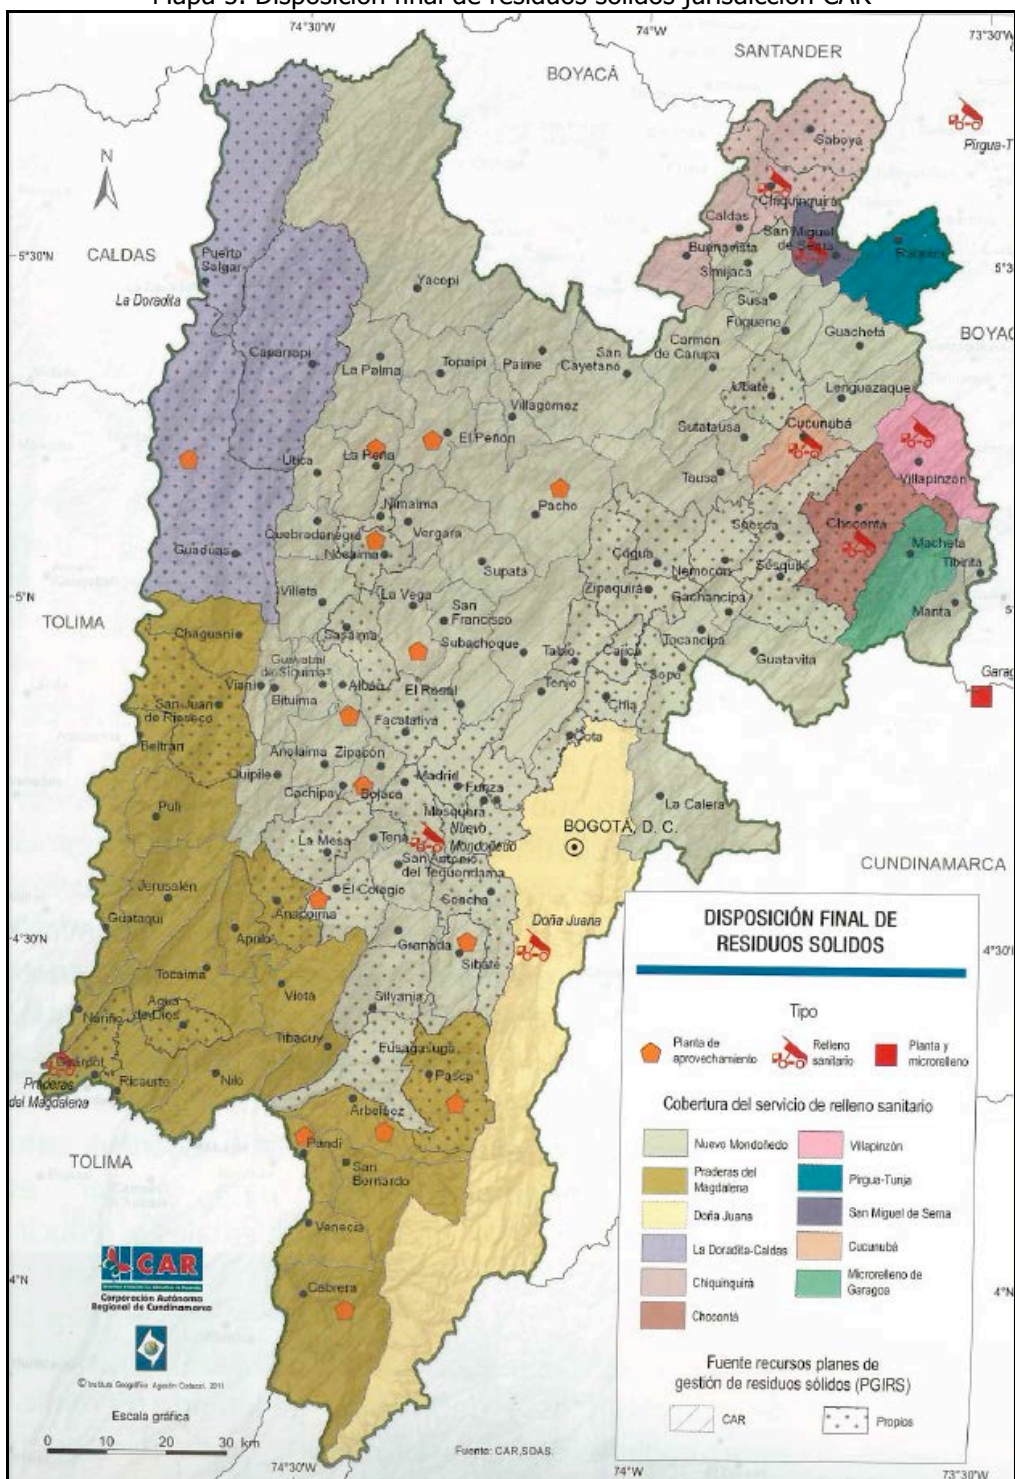 Mapa 5. Disposición final de residuos sólidos jurisdicción CAR
74°30'W
74°W
73°30'W
SANTANDER
BOYACÁ
Saboya
Pirgua-T
N
Chiquinquirá
Caldas
San Miguel
de Sema
Ráquira
Buenavista
Simijaca
5°30'N
CALDAS
Puerto
Salgar
5°3
La Doradita
Yacopí
Susa
Fúquene
Guachetá
BOYAC
Carmen
de Carupa
Caparrapí
La Palma
Topaipí
Paime
San
Cayetano
Ubaté
Lenguazaque
Villagómez
Sutatausa
Cucunubá
El Peñón
Útica
La Peña
Tausa
Villapinzón
Pacho
Nimaima
Quebradanegra
Vergara
Suesca
Chocontá
Nocaima
Machetá
Guaduas
Cogua
Nemocón
Sesquilé
Tibirita
Supatá
5°N
Villeta
La Vega
Zipaquirá
Gachancipá
Manta
TOLIMA
San
Francisco
Chaguaní
Sasaima
Subachoque
Tocancipá
Tabio
Cajicá
Guatavita
Guayabal
de Síquima
Sopó
Garag
Vianí
Bituima
Albán
El Rosal
Tenjo
San Juan
de Rioseco
Chía
Facatativá
Beltrán
Cota
Anolaima
Zipacón
Quipile
Madrid
Cachipay
Bojacá
Funza
Pulí
Mosquera
La Calera
La Mesa
Tena
Nuevo
Mondoñedo
BOGOTÁ, D. C.
San Antonio
del Tequendama
CUNDINAMARCA
Jerusalén
El Colegio
Soacha
Anapoima
Guataquí
Doña Juana
Apulo
Granada
4°30'N
4°30'
Sibaté
Tocaima
Viotá
Silvania
Agua
de Dios
Nariño
Tibacuy
Fusagasugá
Girardot
Pasca
Praderas
del Magdalena
Ricaurte
Nilo
Arbeláez
Pandi
TOLIMA
San
Bernardo
Venecia
4°N
4°N
Cabrera
DISPOSICIÓN FINAL DE
RESIDUOS SOLIDOS
Tipo
Planta de
aprovechamiento
Relleno
sanitario
Planta y
microrelleno
Cobertura del servicio de relleno sanitario
Nuevo Mondoñedo
Villapinzón
Praderas del
Magdalena
Pirgua-Tunja
Doña Juana
San Miguel de Sema
La Doradita-Caldas
Cucunubá
Chiquinquirá
Microrelleno de
Garagoa
Chocontá
Fuente recursos planes de
gestión de residuos sólidos (PGIRS)
CAR
Propios
CAR
Corporación Autónoma
Regional de Cundinamarca
© Instituto Geográfico Agustín Codazzi, 2011
Escala gráfica
0 10 20 30 km
Fuente: CAR,SDAS.
74°30'W
74°W
73°30'W